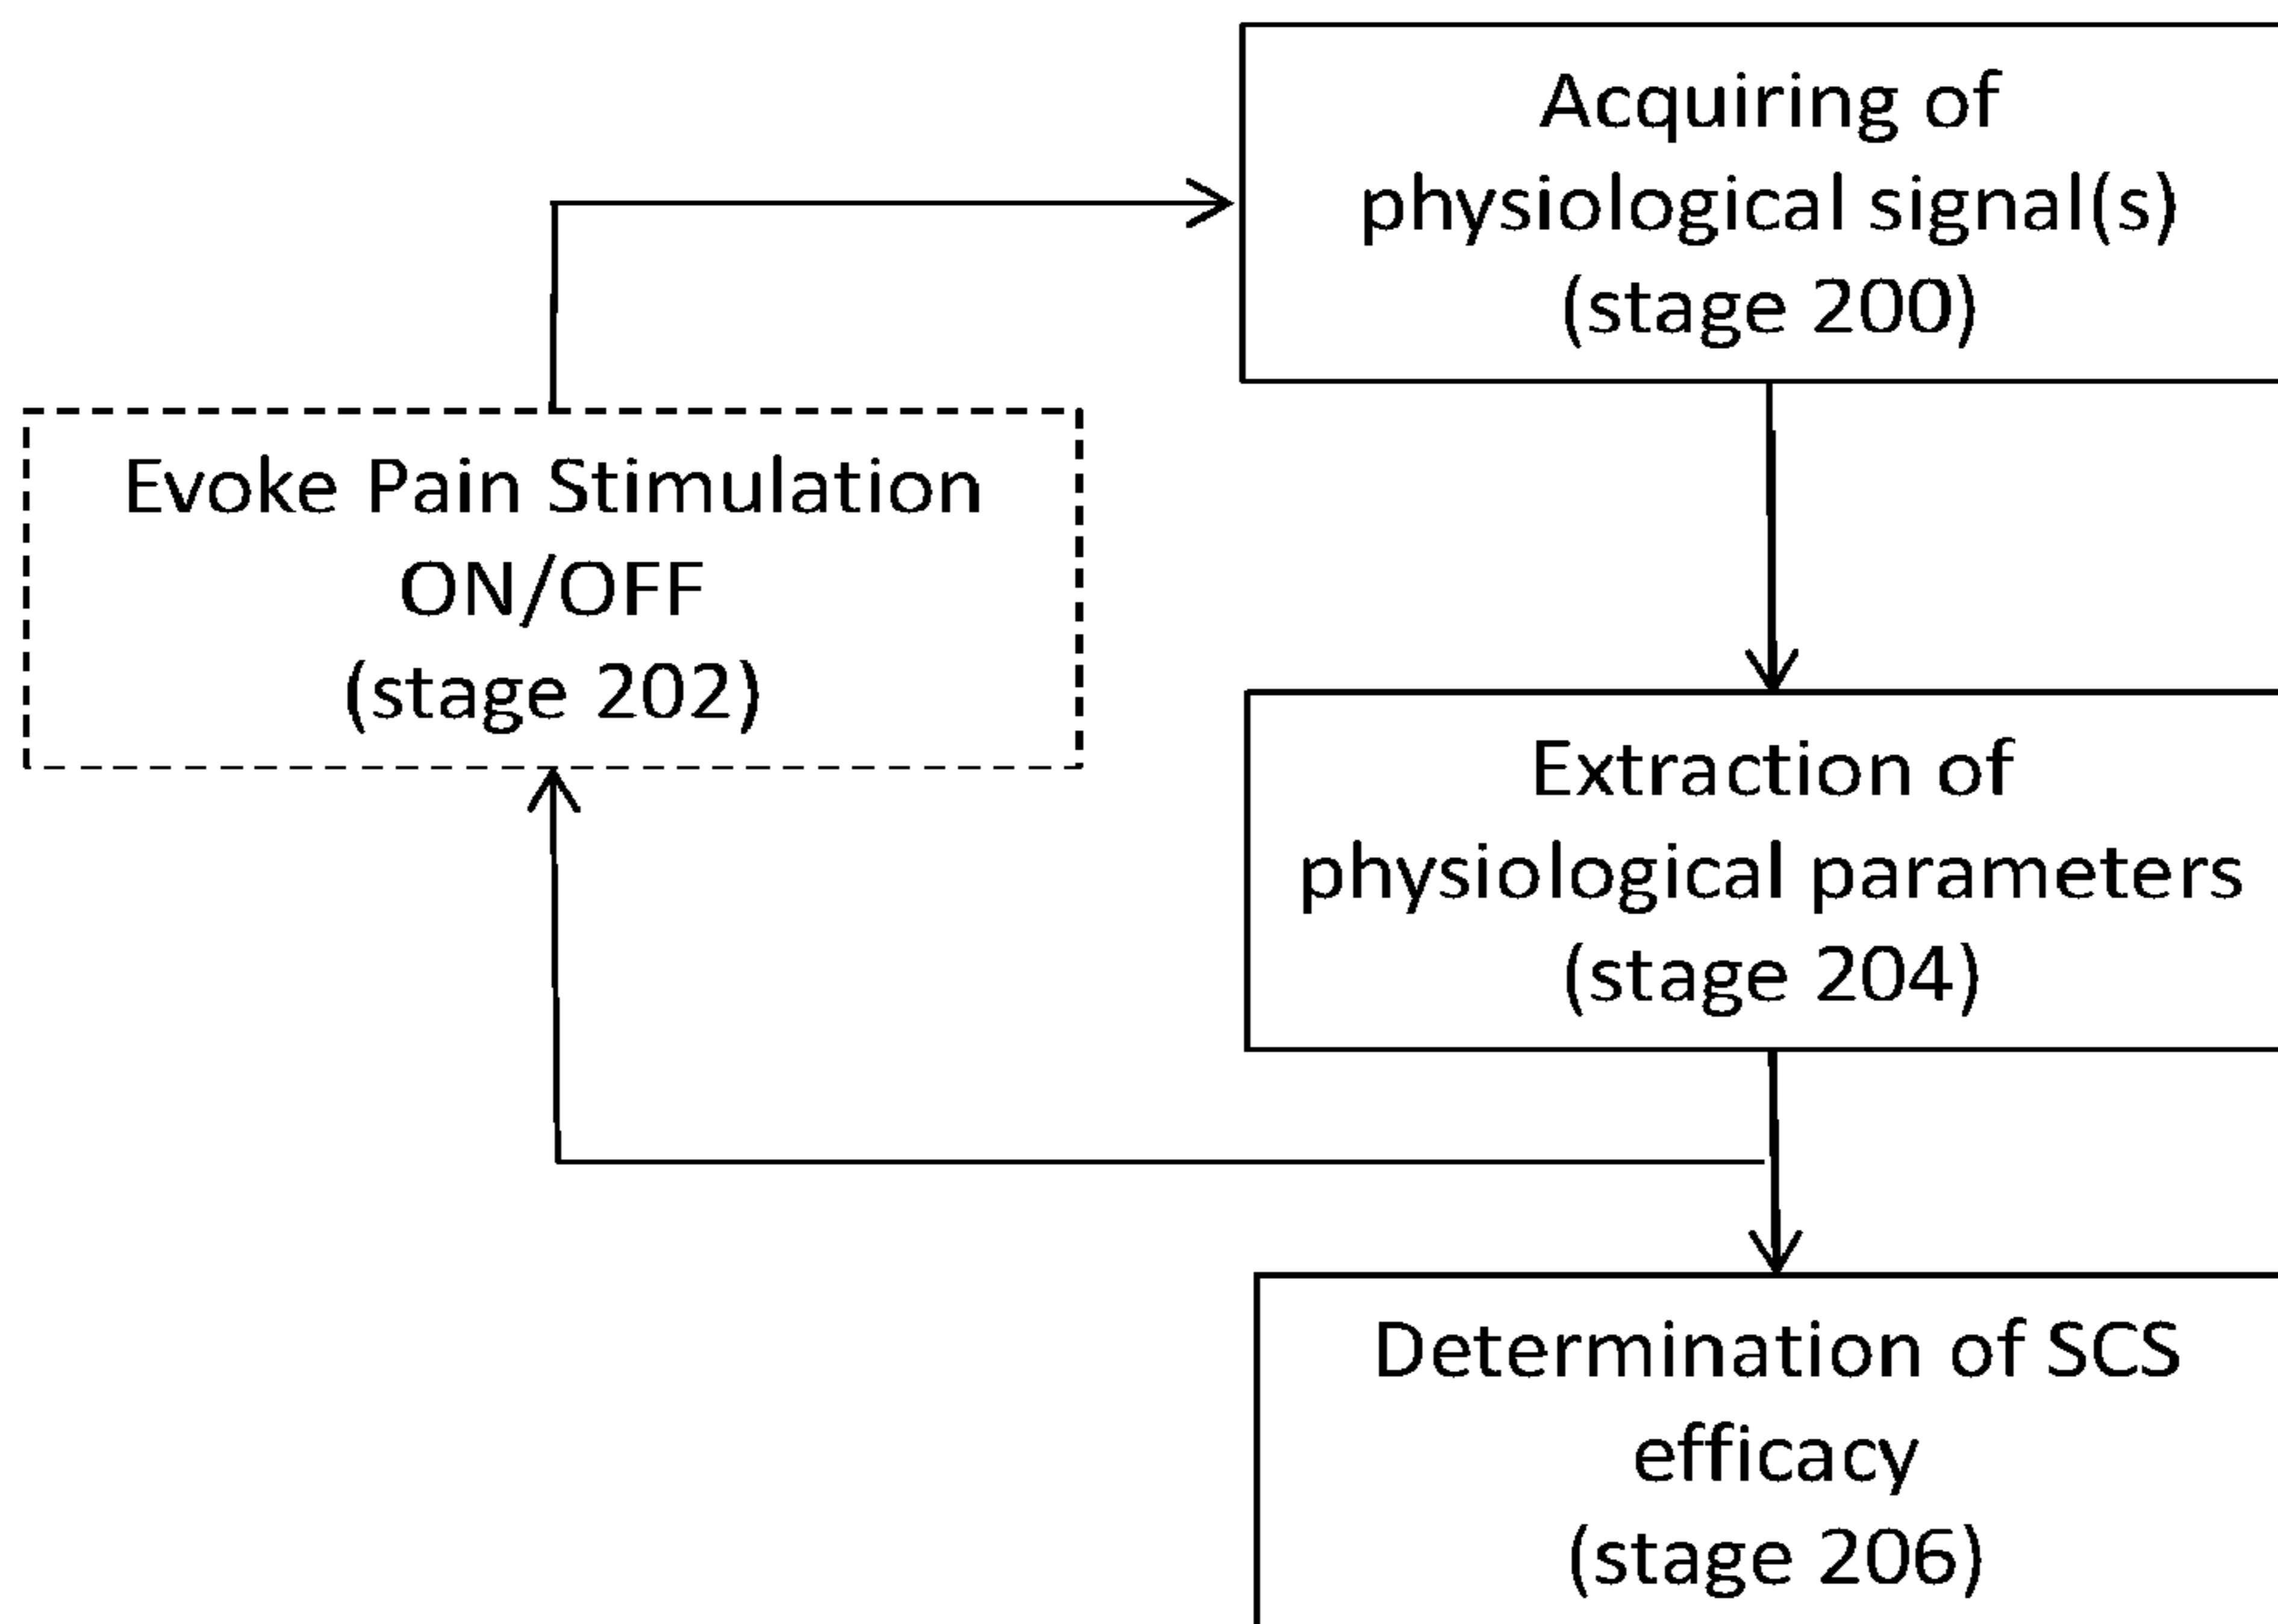 Acquiring of
physiological signal(s)
(stage 200)
Evoke Pain Stimulation
ON/OFF
(stage 202)
Extraction of
physiological parameters
(stage 204)
Determination of SCS
efficacy
(stage 206)